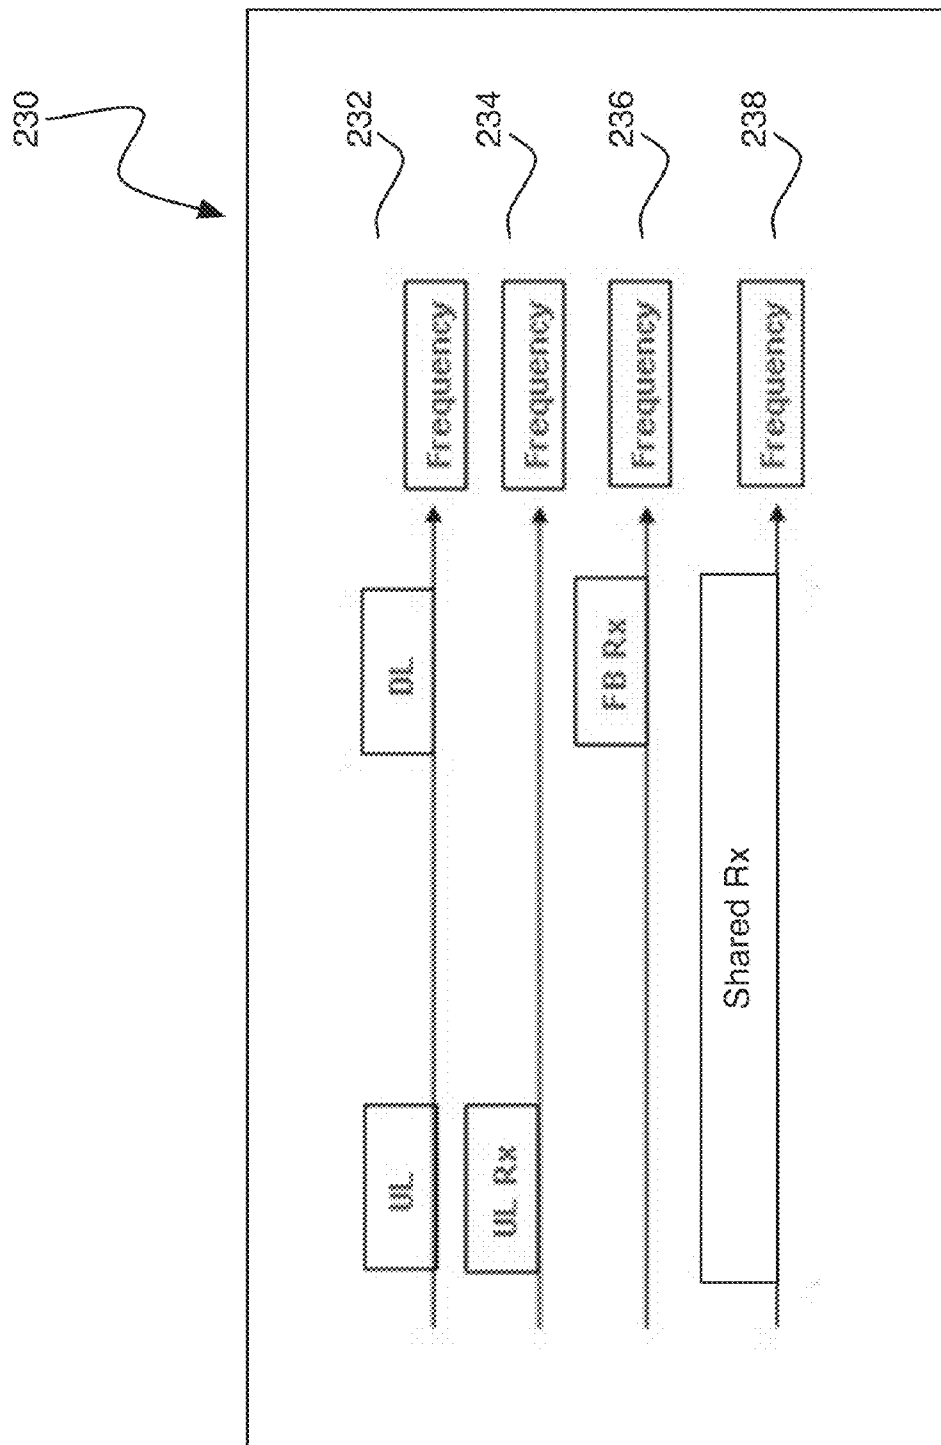 230
UL
DL
Frequency
232
UL Rx
Frequency
234
FB Rx
Frequency
236
Shared Rx
Frequency
238